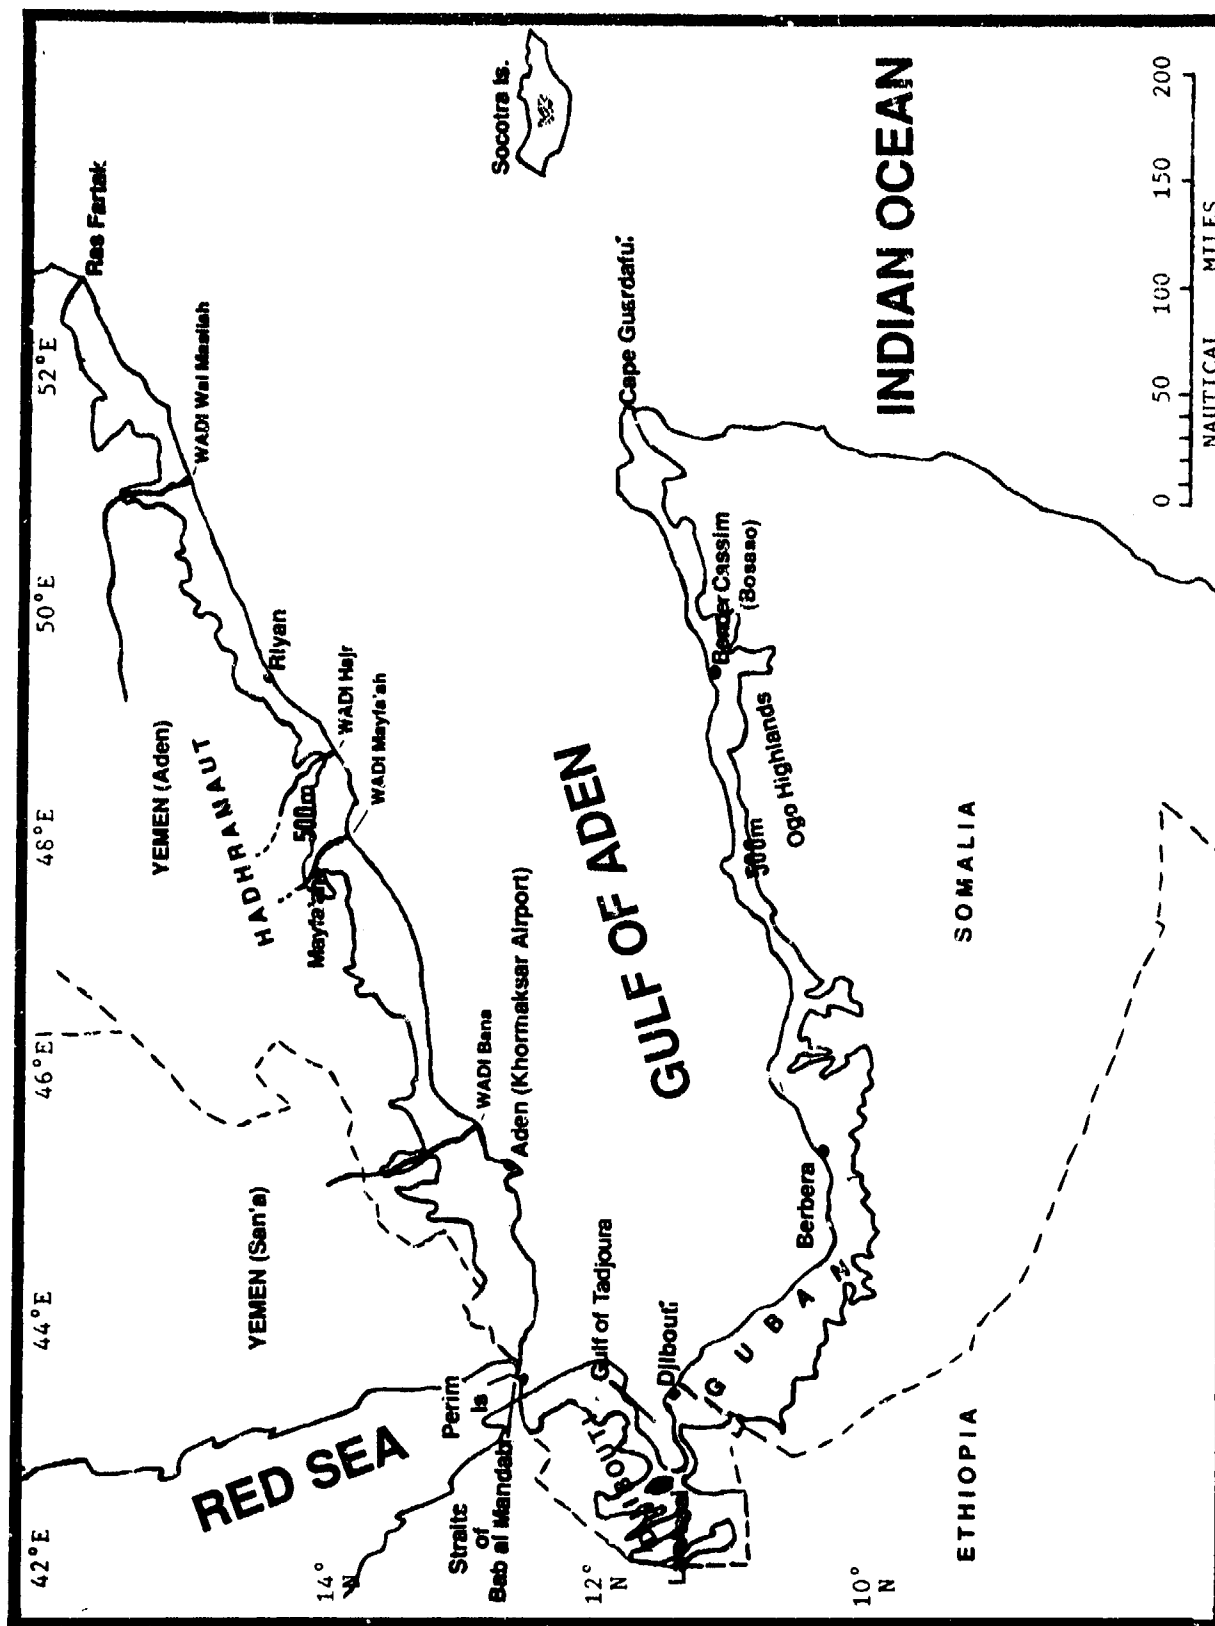 42°E
44°E
46°E
48°E
50°E
52°E
14°
N
12°
N
10°
N
RED SEA
YEMEN (San'a)
YEMEN (Aden)
HADHRAMAUT
500m
Mayfa'ah
WADI Bana
Aden (Khormaksar Airport)
WADI Mayfa'ah
WADI Hajr
Riyan
WADI Wal Masilah
Ras Fartak
Socotra Is.
Perim
Is
Straits
of
Bab al Mandab
Gulf of Tadjoura
Djibouti
GULF OF ADEN
GUBAN
Berbera
500m
Ogo Highlands
Bender Cassim
(Bosaso)
Cape Guardafui
INDIAN OCEAN
SOMALIA
ETHIOPIA
0 50 100 150 200
NAUTICAL MILES